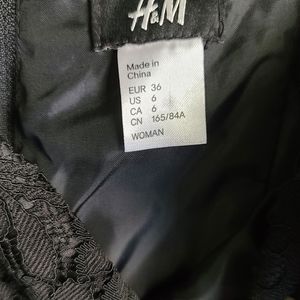 H&M
Made in
China
EUR 36
US 6
CA 6
CN 165/84A
WOMAN